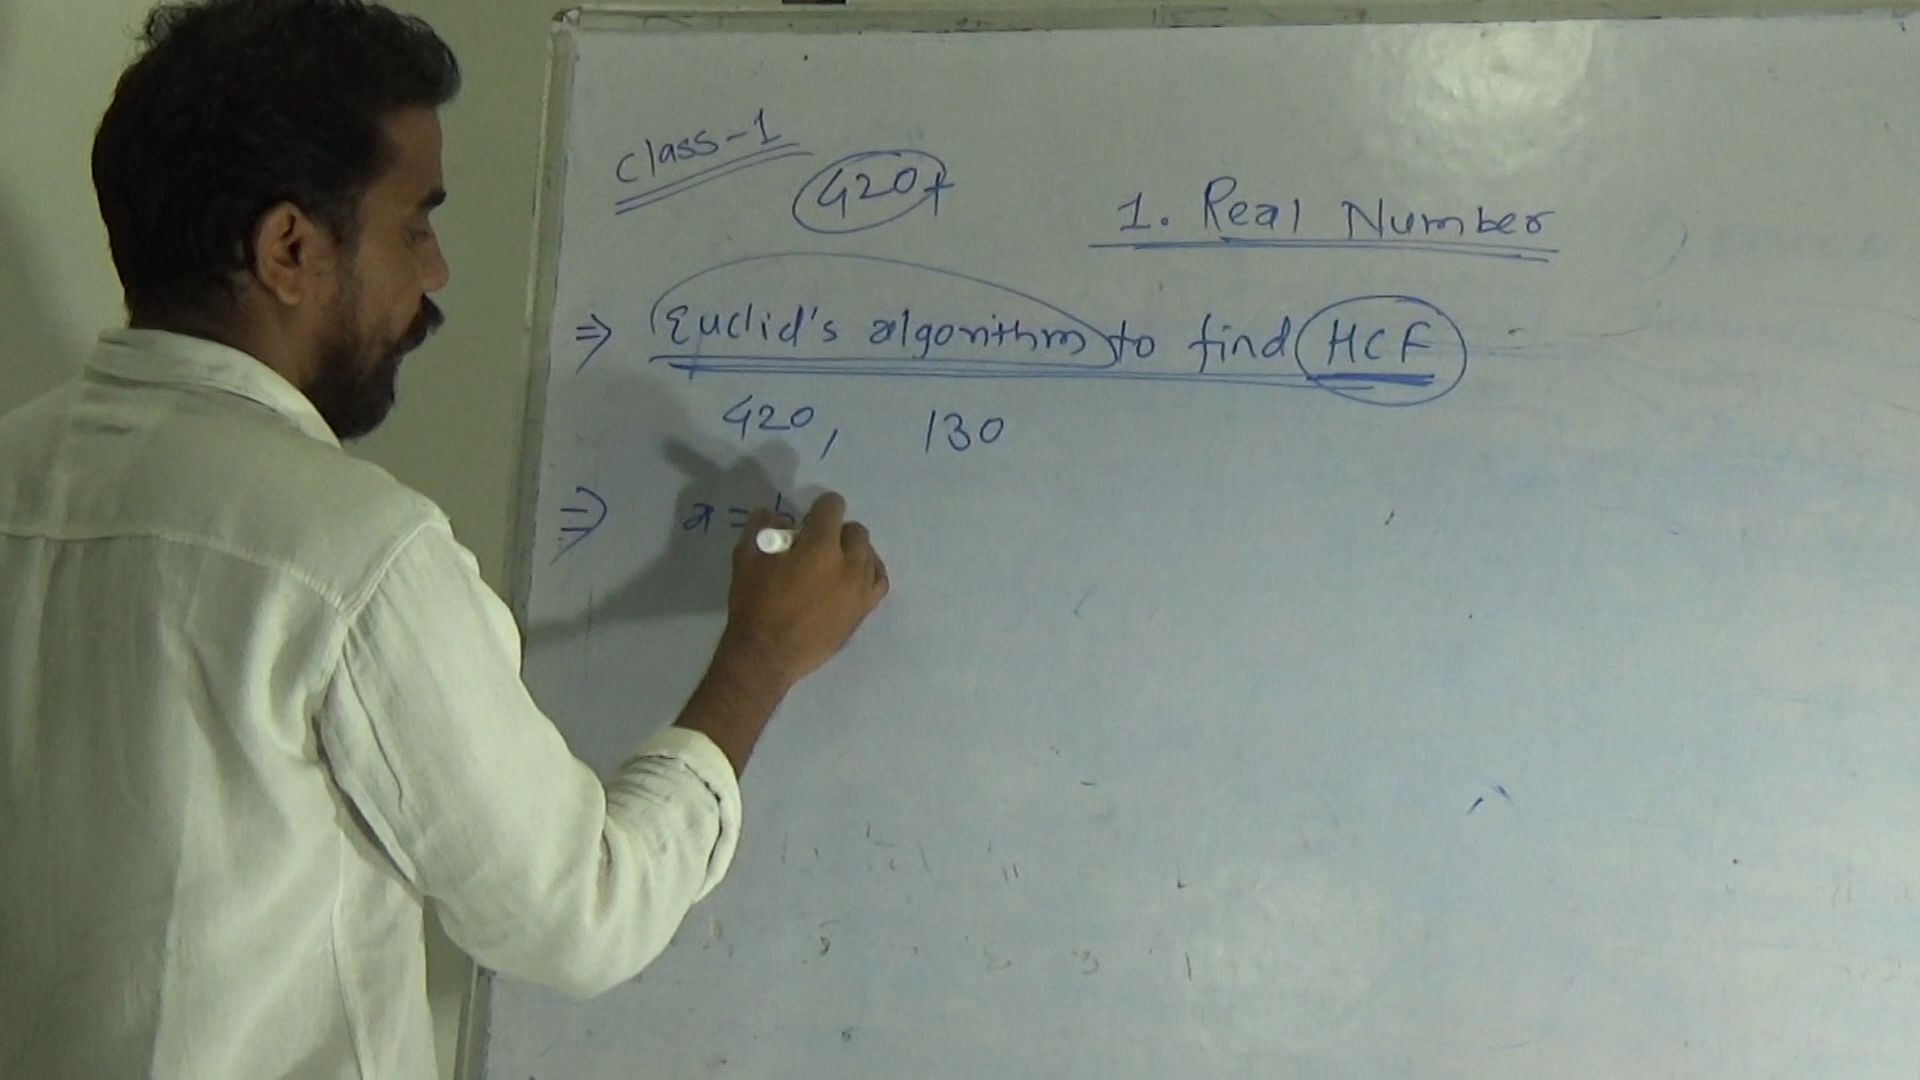 Class-1
420+
1. Real Number
⇒ Euclid's algorithm to find HCF
420, 130
⇒ a = b